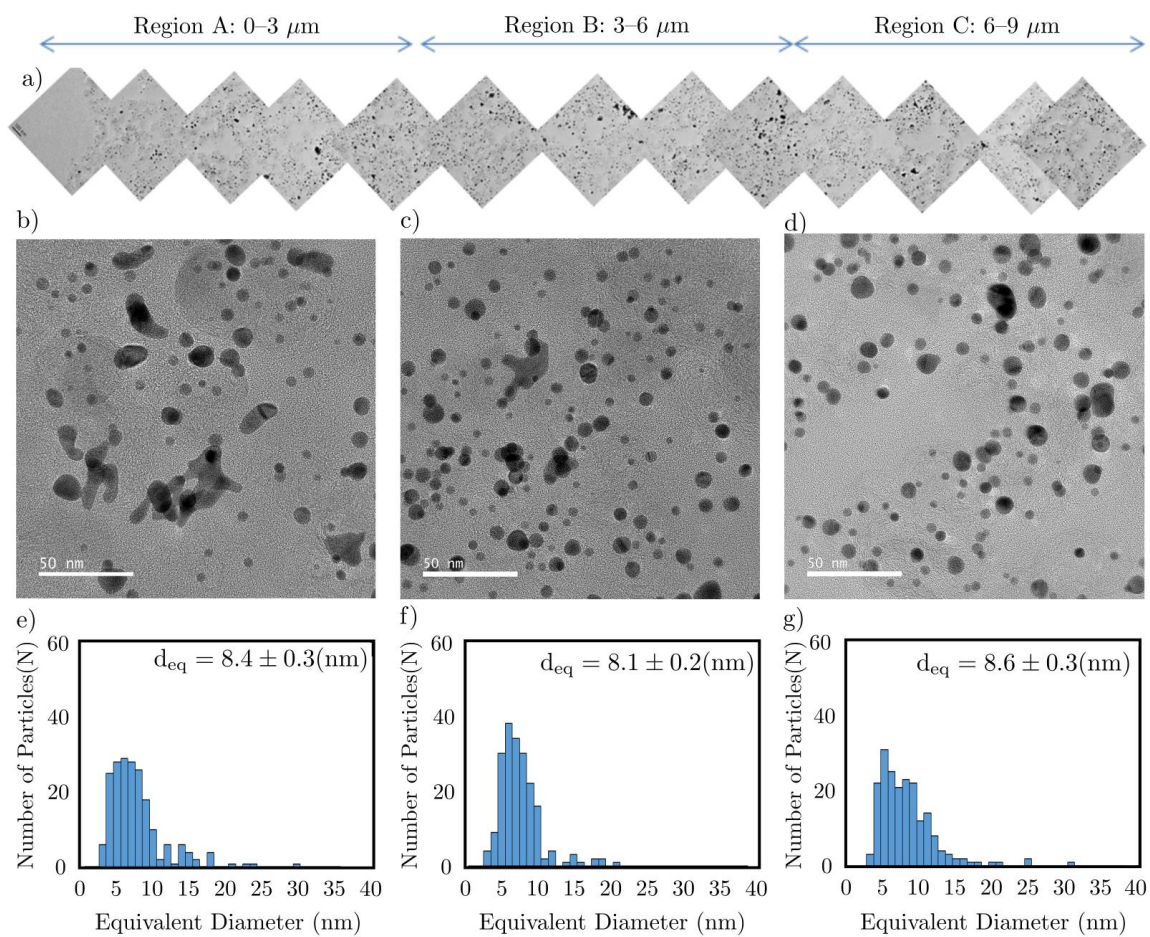 Region A: 0–3 μm
Region B: 3–6 μm
Region C: 6–9 μm
a)
b)
c)
d)
50 nm
50 nm
50 nm
e)
f)
g)
Number of Particles(N)
60
40
20
0
d_eq = 8.4 ± 0.3(nm)
0 5 10 15 20 25 30 35 40
Equivalent Diameter (nm)
Number of Particles(N)
60
40
20
0
d_eq = 8.1 ± 0.2(nm)
0 5 10 15 20 25 30 35 40
Equivalent Diameter (nm)
Number of Particles(N)
60
40
20
0
d_eq = 8.6 ± 0.3(nm)
0 5 10 15 20 25 30 35 40
Equivalent Diameter (nm)